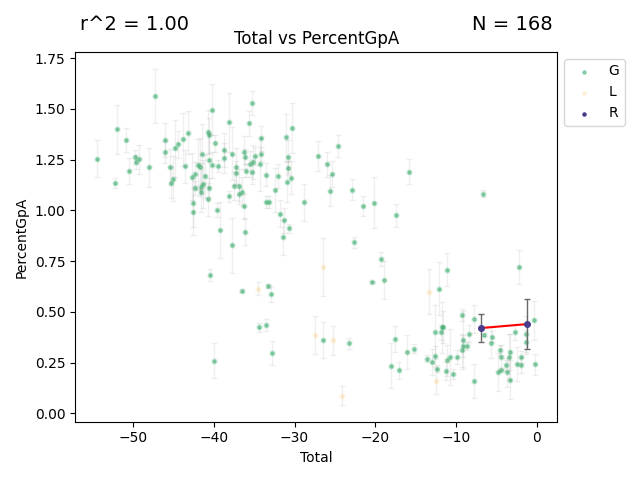 r^2 = 1.00
N = 168
Total vs PercentGpA
1.75
1.50
1.25
1.00
0.75
0.50
0.25
0.00
PercentGpA
−50
−40
−30
−20
−10
0
Total
G
L
R